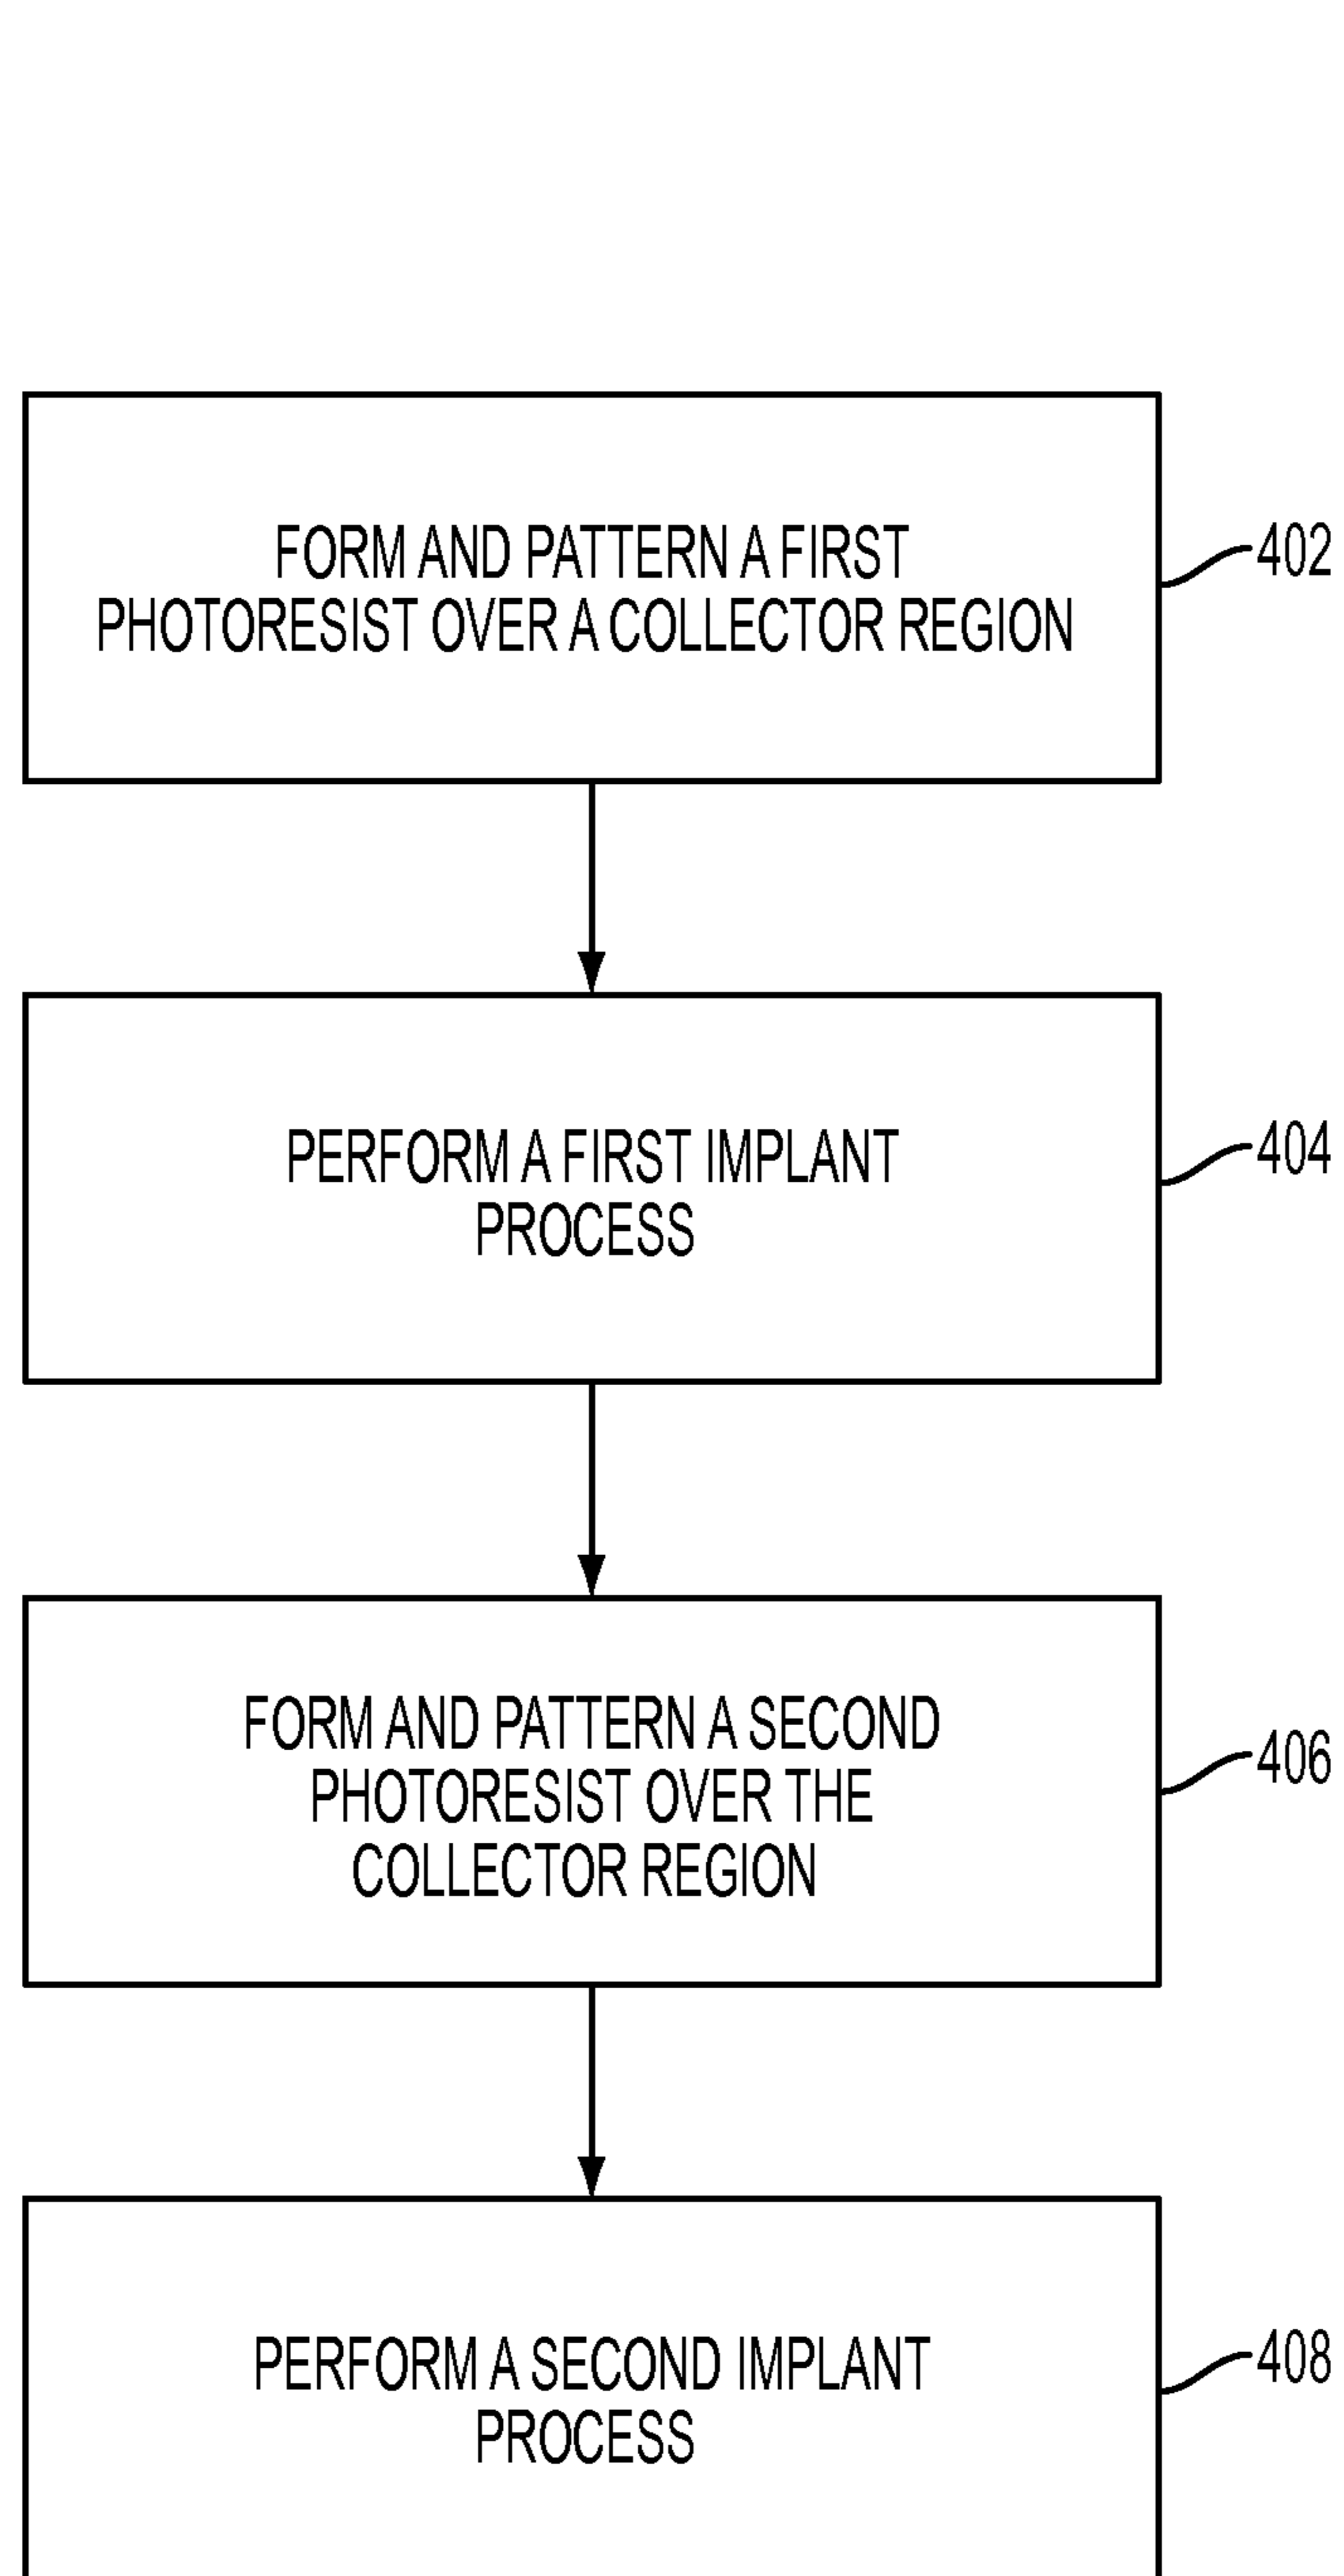 FORM AND PATTERN A FIRST
PHOTORESIST OVER A COLLECTOR REGION
402
PERFORM A FIRST IMPLANT
PROCESS
404
FORM AND PATTERN A SECOND
PHOTORESIST OVER THE
COLLECTOR REGION
406
PERFORM A SECOND IMPLANT
PROCESS
408